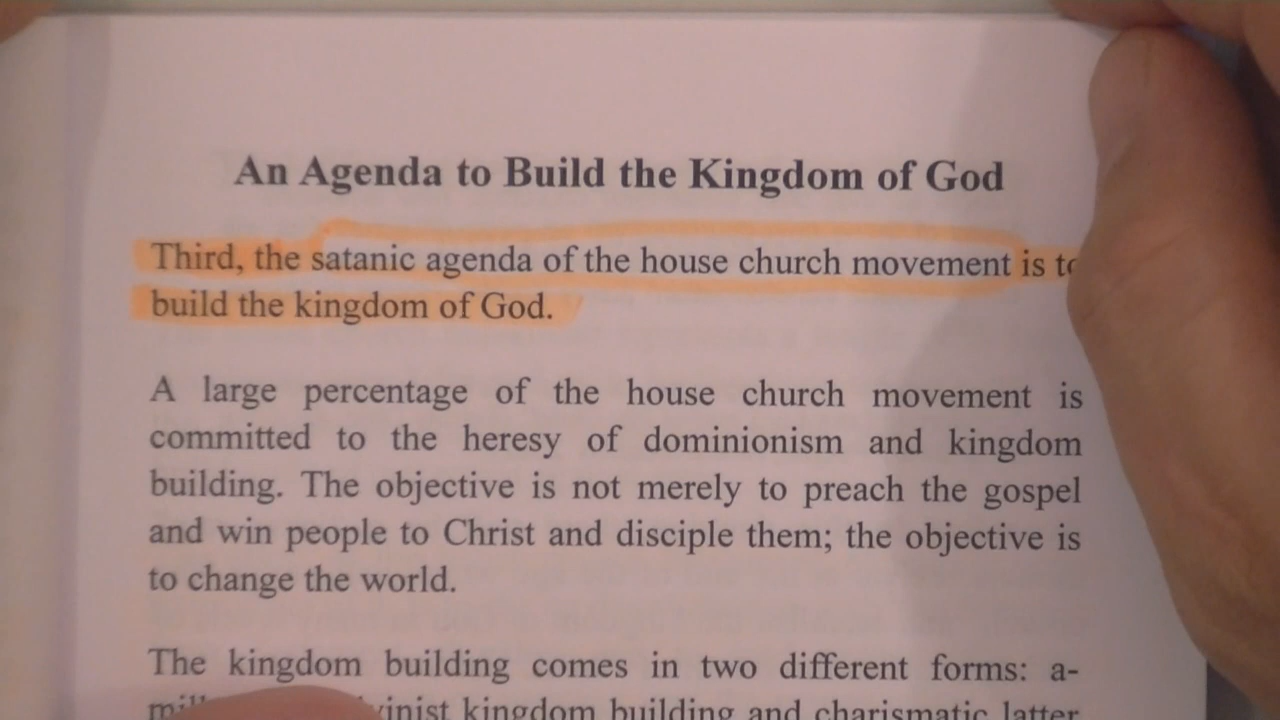 An Agenda to Build the Kingdom of God
Third, the satanic agenda of the house church movement is
build the kingdom of God.
A large percentage of the house church movement is
committed to the heresy of dominionism and kingdom
building. The objective is not merely to preach the gospel
and win people to Christ and disciple them; the objective is
to change the world.
The kingdom building comes in two different forms: a-
kingdom building and charismatic latter